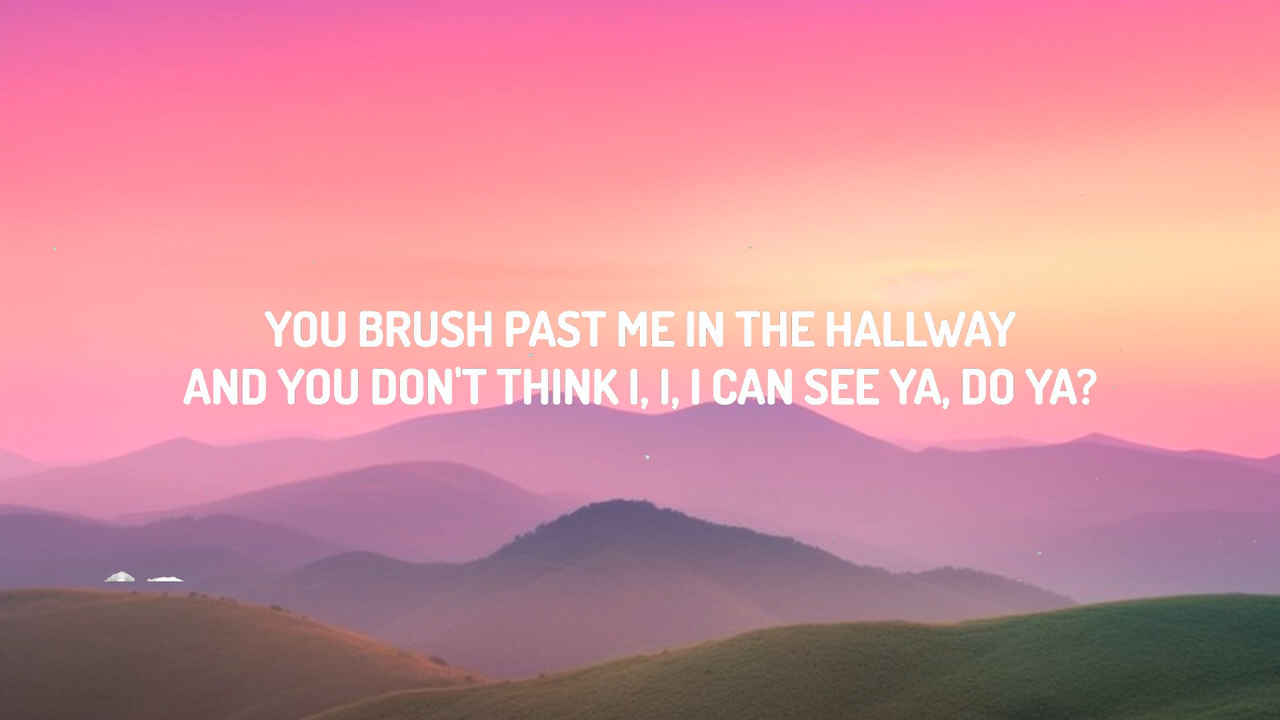 YOU BRUSH PAST ME IN THE HALLWAY
AND YOU DON'T THINK I, I, I CAN SEE YA, DO YA?